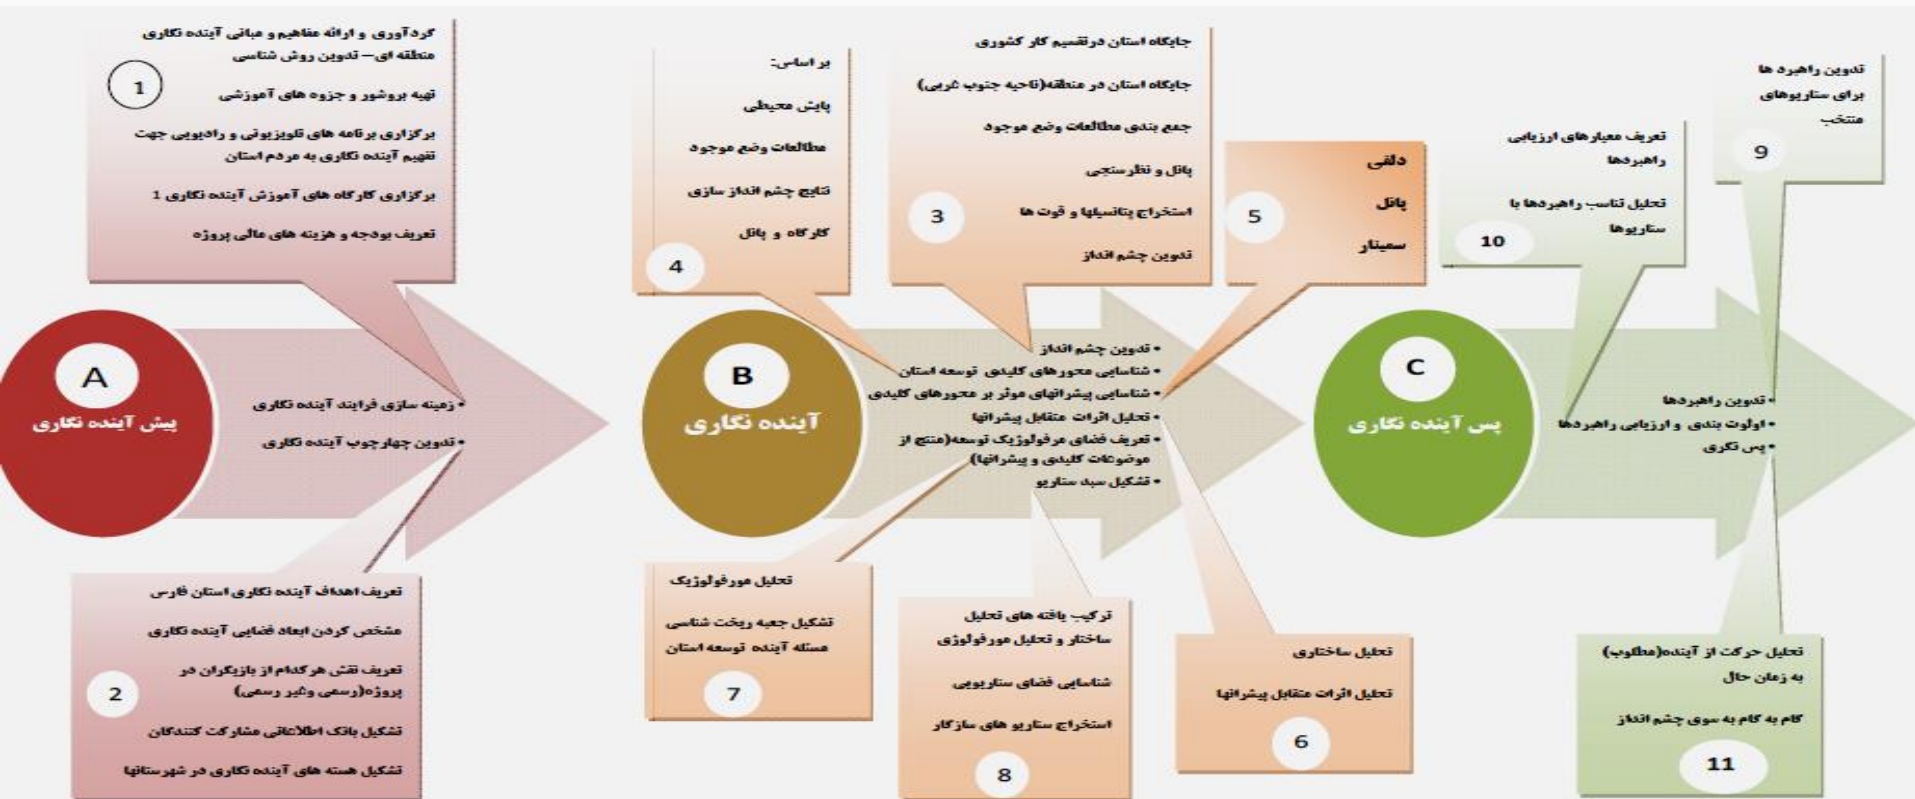 گردآوری و ارائه مفاهیم و مبانی آینده نگاری
منطقه ای– تدوین روش شناسی
1
تهیه بروشور و جزوه های آموزشی
برگزاری برنامه های تلویزیونی و رادیویی جهت
تفهیم آینده نگاری به مردم استان
برگزاری کارگاه های آموزش آینده نگاری 1
تعریف بودجه و هزینه های مالی پروژه
A
پیش آینده نگاری
• زمینه سازی فرایند آینده نگاری
• تدوین چهارچوب آینده نگاری
تعریف اهداف آینده نگاری استان فارس
مشخص کردن ابعاد فضایی آینده نگاری
تعریف نقش هرکدام از بازیگران در
پروژه(رسمی وغیر رسمی)
2
تشکیل بانک اطلاعاتی مشارکت کنندگان
تشکیل هسته های آینده نگاری در شهرستانها
بر اساس:
پایش محیطی
مطالعات وضع موجود
نتایج چشم انداز سازی
کارگاه و پانل
4
جایگاه استان درتقسیم کار کشوری
جایگاه استان در منطقه(ناحیه جنوب غربی)
جمع بندی مطالعات وضع موجود
پانل و نظرسنجی
استخراج پتانسیلها و قوت ها
3
تدوین چشم انداز
دلفی
پانل
5
سمینار
B
آینده نگاری
• تدوین چشم انداز
• شناسایی محورهای کلیدی توسعه استان
• شناسایی پیشرانهای موثر بر محورهای کلیدی
• تحلیل اثرات متقابل پیشرانها
• تعریف فضای مرفولوژیک توسعه(منتج از
موضوعات کلیدی و پیشرانها)
• تشکیل سبد سناریو
تحلیل مورفولوژیک
تشکیل جعبه ریخت شناسی
مسئله آینده توسعه استان
7
ترکیب یافته های تحلیل
ساختار و تحلیل مورفولوژی
شناسایی فضای سناریویی
استخراج سناریو های سازگار
8
تحلیل ساختاری
تحلیل اثرات متقابل پیشرانها
6
تعریف معیارهای ارزیابی
راهبردها
تحلیل تناسب راهبردها با
سناریوها
10
تدوین راهبرد ها
برای سناریوهای
منتخب
9
C
پس آینده نگاری
• تدوین راهبردها
• اولوت بندی و ارزیابی راهبردها
• پس نگری
تحلیل حرکت از آینده(مطلوب)
به زمان حال
گام به گام به سوی چشم انداز
11